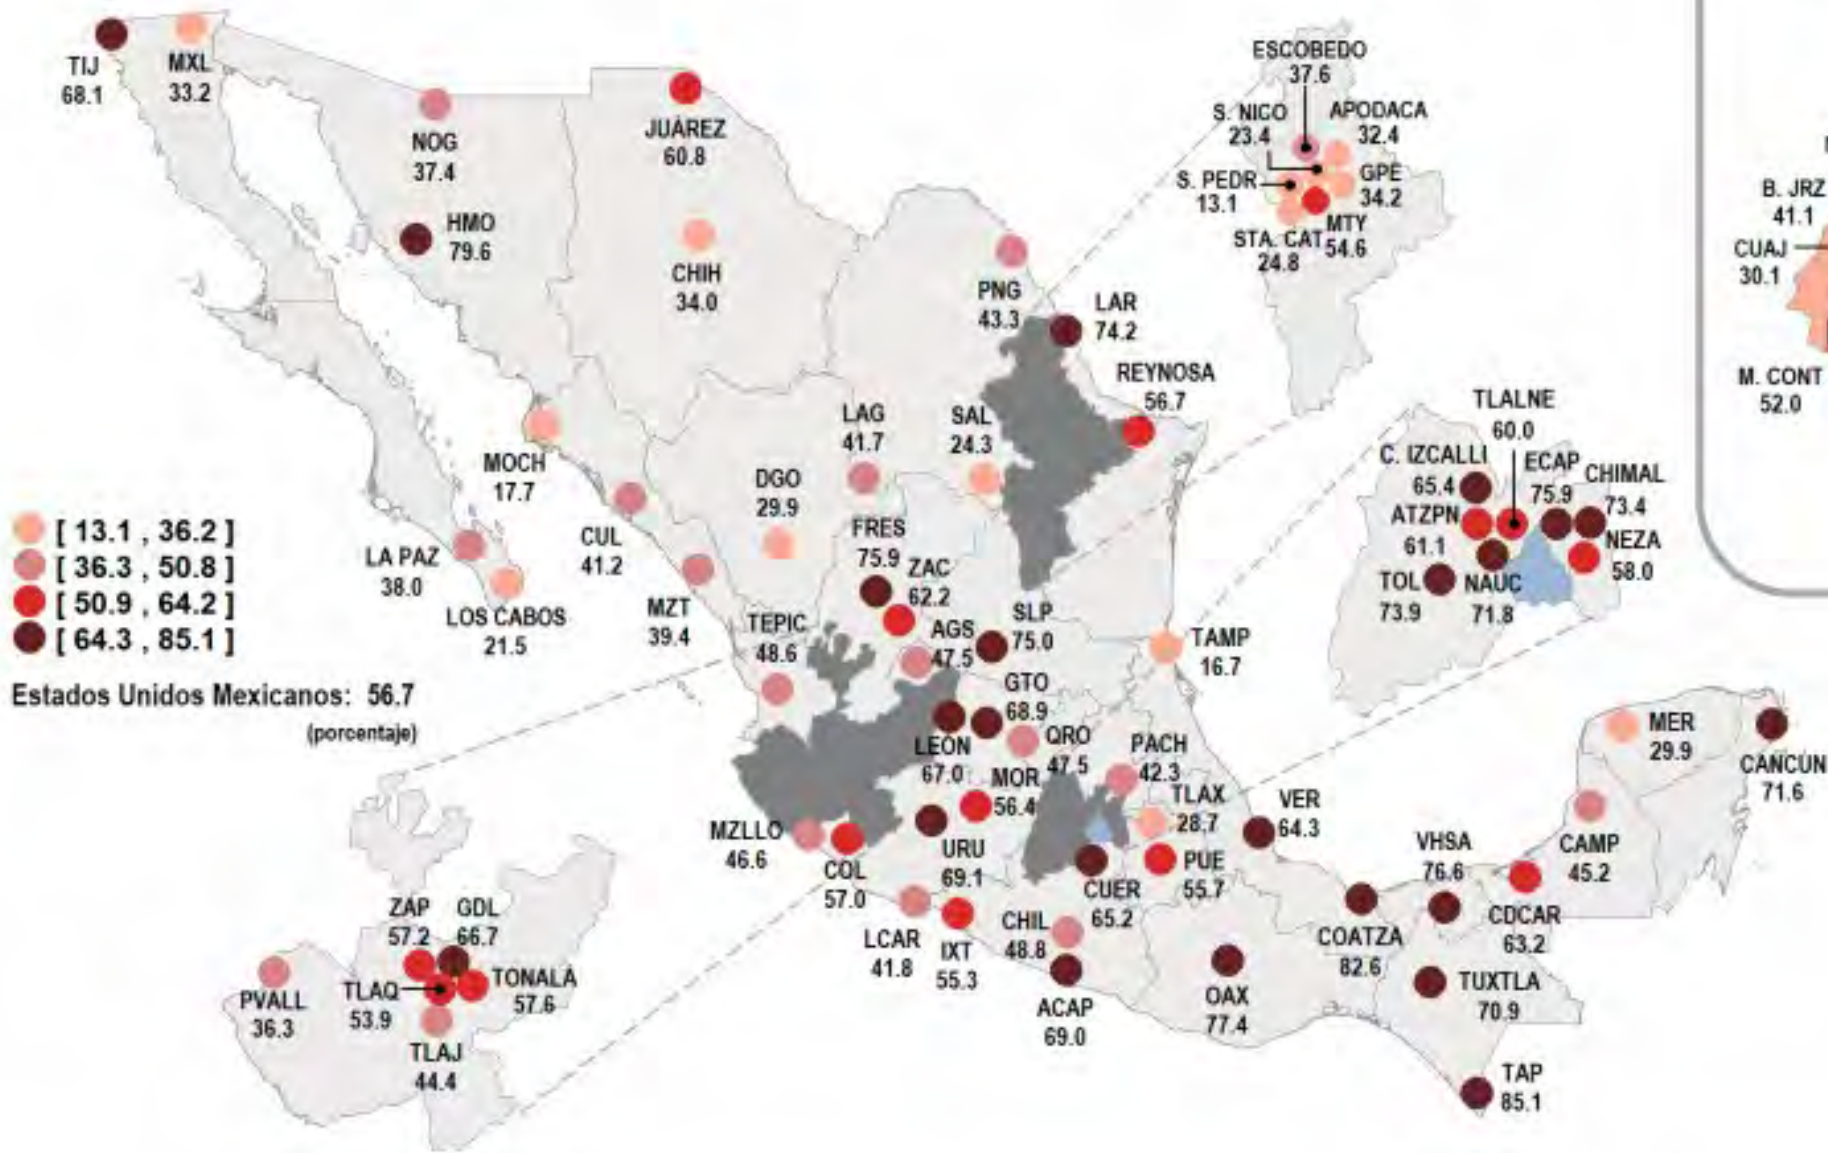 TIJ
68.1
MXL
33.2
NOG
37.4
HMO
79.6
JUÁREZ
60.8
CHIH
34.0
PNG
43.3
LAR
74.2
REYNOSA
56.7
ESCOBEDO
37.6
S. NICO
23.4
APODACA
32.4
S. PEDR
13.1
GPE
34.2
STA. CAT
24.8
MTY
54.6
B. JRZ
41.1
CUAJ
30.1
M. CONT
52.0
MOCH
17.7
LAG
41.7
SAL
24.3
DGO
29.9
CUL
41.2
LA PAZ
38.0
LOS CABOS
21.5
MZT
39.4
FRES
75.9
ZAC
62.2
TEPIC
48.6
AGS
47.5
SLP
75.0
TAMP
16.7
TLALNE
60.0
C. IZCALLI
65.4
ECAP
75.9
CHIMAL
73.4
ATZPN
61.1
NEZA
58.0
TOL
73.9
NAUC
71.8
[ 13.1 , 36.2 ]
[ 36.3 , 50.8 ]
[ 50.9 , 64.2 ]
[ 64.3 , 85.1 ]
Estados Unidos Mexicanos: 56.7
(porcentaje)
GTO
68.9
LEÓN
67.0
QRO
47.5
PACH
42.3
MOR
56.4
TLAX
28.7
MZLLO
46.6
COL
57.0
URU
69.1
CUER
65.2
PUE
55.7
VER
64.3
MER
29.9
CANCÚN
71.6
CAMP
45.2
VHSA
76.6
CDCAR
63.2
COATZA
82.6
TUXTLA
70.9
TAP
85.1
OAX
77.4
LCAR
41.8
IXT
55.3
CHIL
48.8
ACAP
69.0
ZAP
57.2
GDL
66.7
PVALL
36.3
TLAQ
53.9
TONALÁ
57.6
TLAJ
44.4